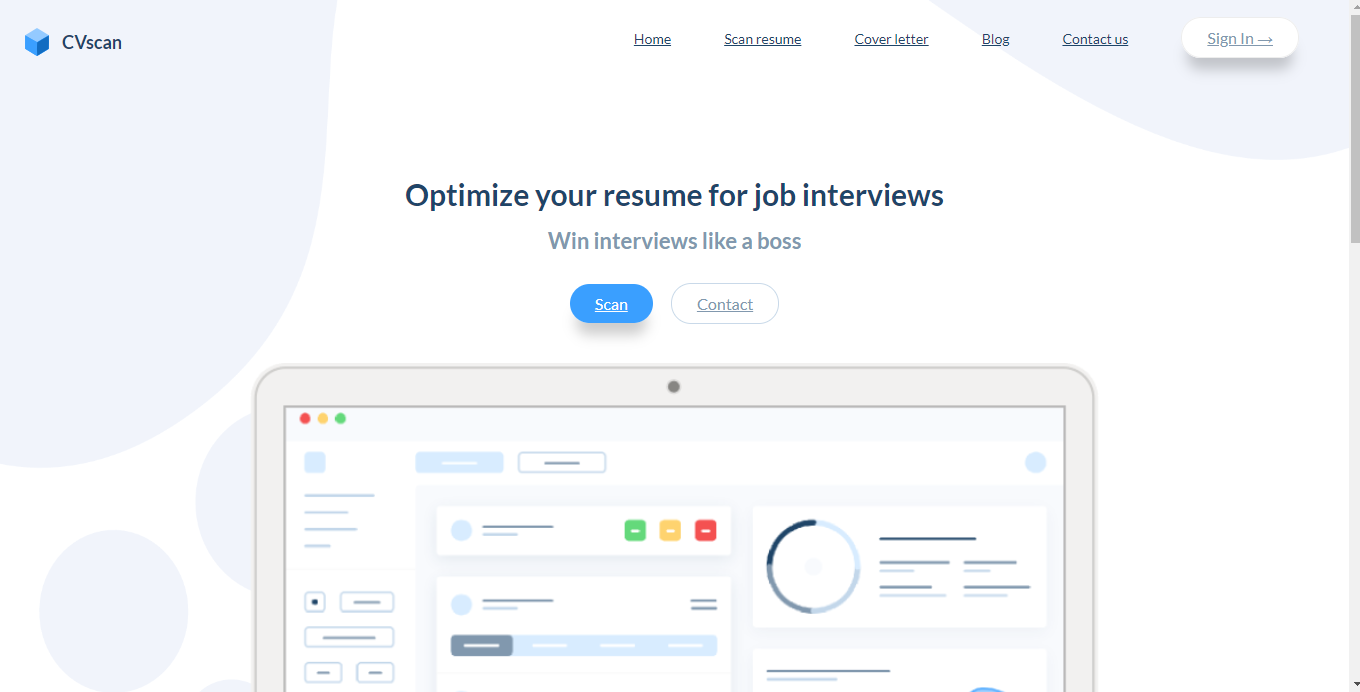 CVscan
Home
Scan resume
Cover letter
Blog
Contact us
Sign In →
Optimize your resume for job interviews
Win interviews like a boss
Scan
Contact